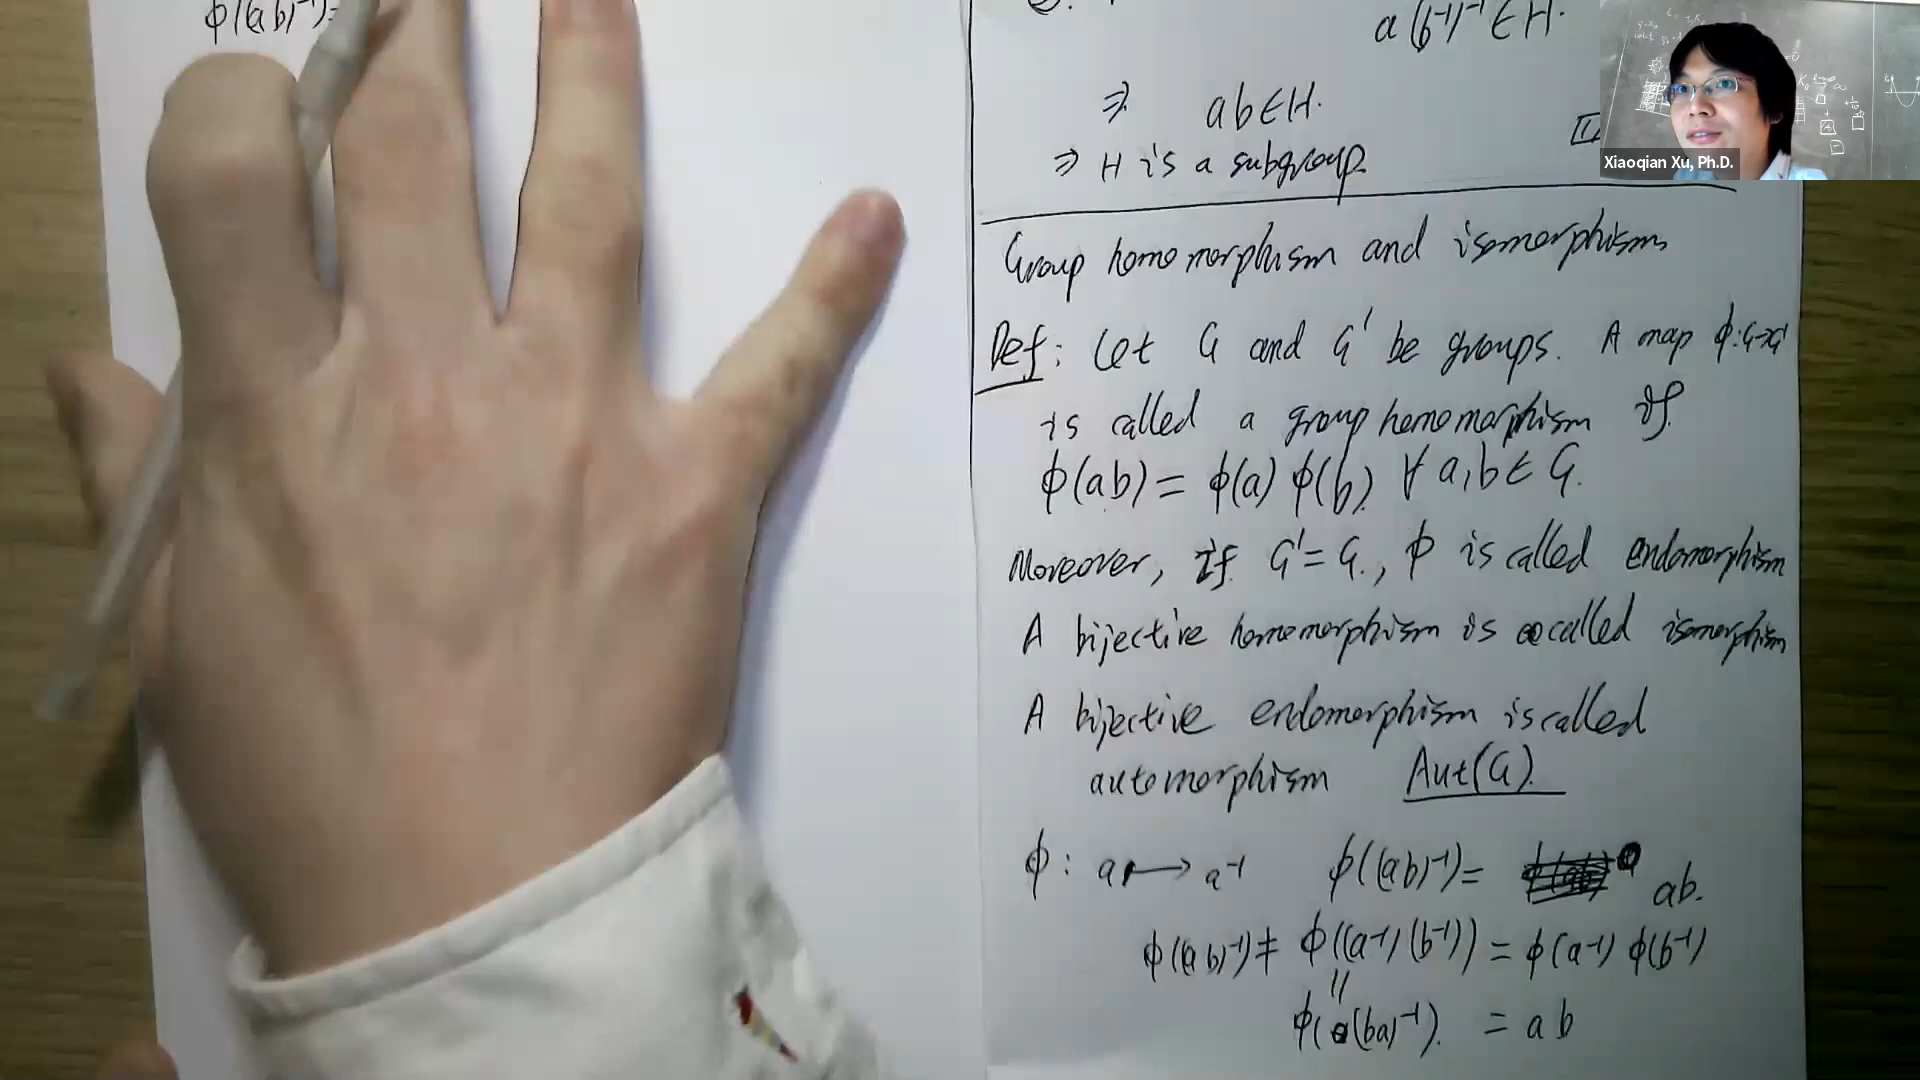 ϕ((ab)⁻¹)=
a(b⁻¹)⁻¹∈H.
⇒ ab∈H.
⇒ H is a subgroup.
Xiaoqian Xu, Ph.D.
Group homomorphism and isomorphism
Def: Let G and G' be groups. A map ϕ:G→G'
is called a group homomorphism if
ϕ(ab)=ϕ(a)ϕ(b) ∀a,b∈G.
Moreover, if G'=G, ϕ is called endomorphism
A bijective homomorphism is called isomorphism
A bijective endomorphism is called
automorphism Aut(G).
ϕ: a⟼a⁻¹ ϕ((ab)⁻¹)= ab.
ϕ((ab)⁻¹)≠ϕ((a⁻¹)(b⁻¹))=ϕ(a⁻¹)ϕ(b⁻¹)
ϕ((ba)⁻¹). =ab